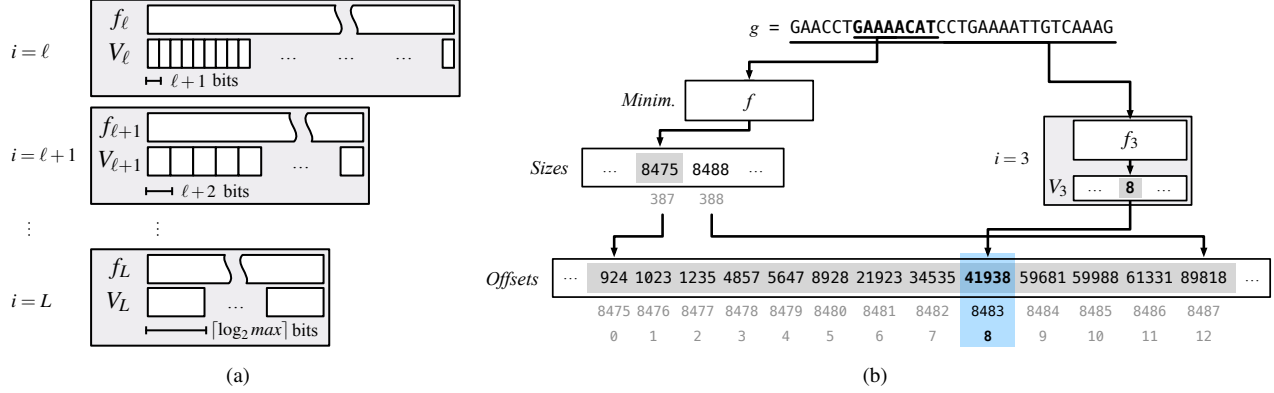 i = ℓ
f_ℓ
V_ℓ
... ... ...
ℓ+1 bits
i = ℓ+1
f_ℓ+1
V_ℓ+1
...
ℓ+2 bits
⋮ ⋮
i = L
f_L
V_L
...
⌈log₂ max⌉ bits
(a)
g = GAACCTGAAAACATCCTGAAAATTGTCAAAG
Minim.
f
Sizes
... 8475 8488 ...
387 388
i = 3
f₃
V₃
... 8 ...
Offsets
... 924 1023 1235 4857 5647 8928 21923 34535 41938 59681 59988 61331 89818 ...
8475 8476 8477 8478 8479 8480 8481 8482 8483 8484 8485 8486 8487
0 1 2 3 4 5 6 7 8 9 10 11 12
(b)